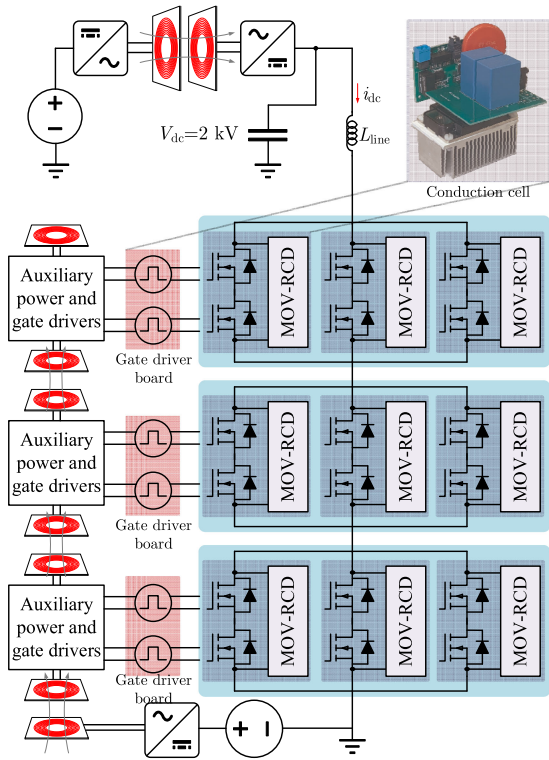 +
−
V_dc=2 kV
i_dc
L_line
Conduction cell
Auxiliary
power and
gate drivers
Gate driver
board
MOV-RCD
MOV-RCD
MOV-RCD
Auxiliary
power and
gate drivers
Gate driver
board
MOV-RCD
MOV-RCD
MOV-RCD
Auxiliary
power and
gate drivers
Gate driver
board
MOV-RCD
MOV-RCD
MOV-RCD
+ −